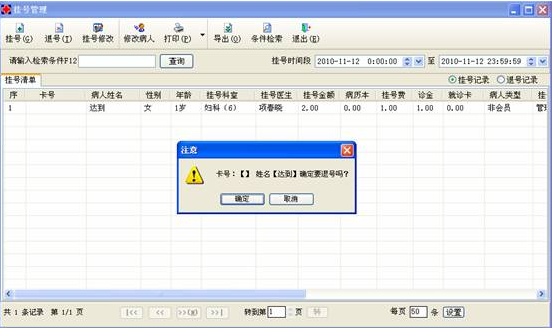 挂号管理
挂号(G) 退号(T) 挂号修改 修改病人 打印(P) 导出(O) 条件检索 退出(E)
请输入检索条件F12 查询 挂号时间段 2010-11-12 0:00:00 至 2010-11-12 23:59:59
挂号清单 挂号记录 退号记录
序 卡号 病人姓名 性别 年龄 挂号科室 挂号医生 挂号金额 病历本 挂号费 诊金 就诊卡 病人类型 挂
1 达到 女 1岁 妇科 (6) 项春晓 2.00 0.00 1.00 1.00 0.00 非会员 管理
注意
卡号：【】 姓名【达到】确定要退号吗?
确定 取消
共 1 条记录 第 1/1 页 |<< << >>(N) >>| 转到第 1 页 转 每页 50 条 设置